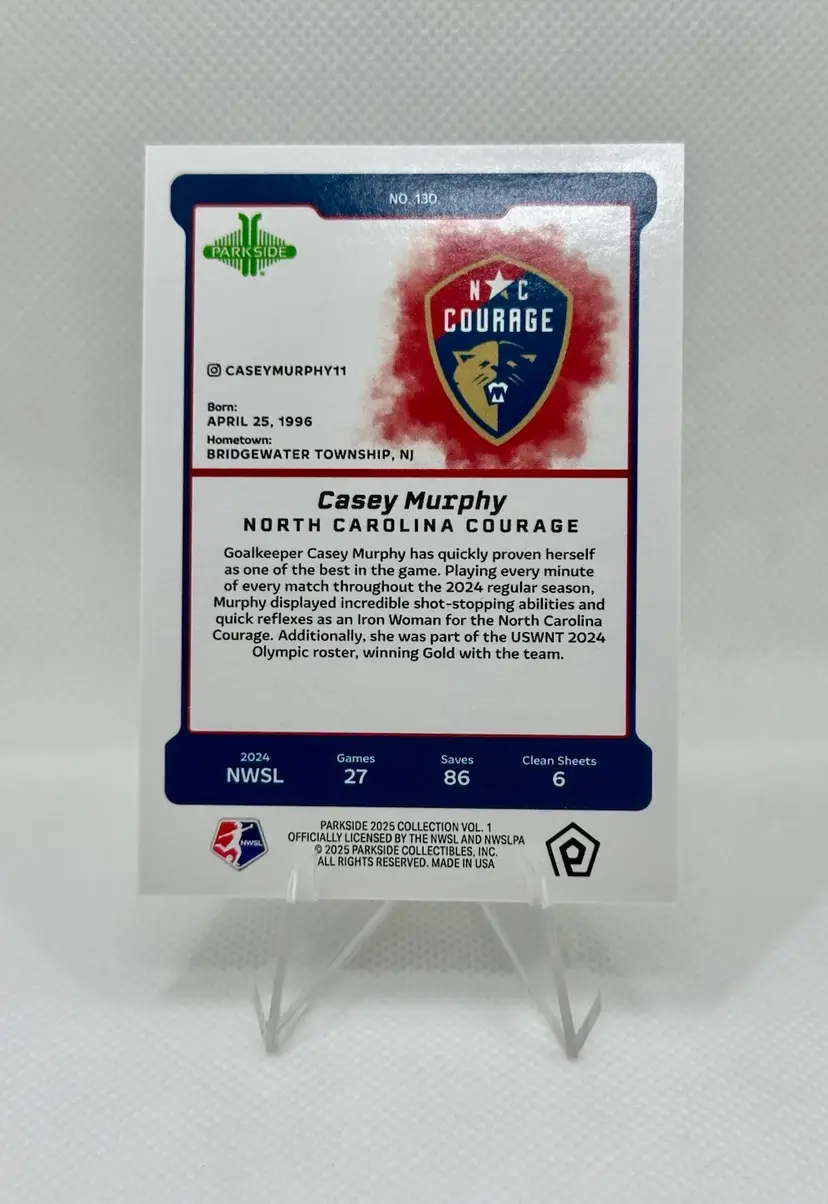 NO. 130
PARKSIDE
N C
COURAGE
CASEYMURPHY11
Born:
APRIL 25, 1996
Hometown:
BRIDGEWATER TOWNSHIP, NJ
Casey Murphy
NORTH CAROLINA COURAGE
Goalkeeper Casey Murphy has quickly proven herself
as one of the best in the game. Playing every minute
of every match throughout the 2024 regular season,
Murphy displayed incredible shot-stopping abilities and
quick reflexes as an Iron Woman for the North Carolina
Courage. Additionally, she was part of the USWNT 2024
Olympic roster, winning Gold with the team.
2024 Games Saves Clean Sheets
NWSL 27 86 6
NWSL
PARKSIDE 2025 COLLECTION VOL. 1
OFFICIALLY LICENSED BY THE NWSL AND NWSLPA
© 2025 PARKSIDE COLLECTIBLES, INC.
ALL RIGHTS RESERVED. MADE IN USA